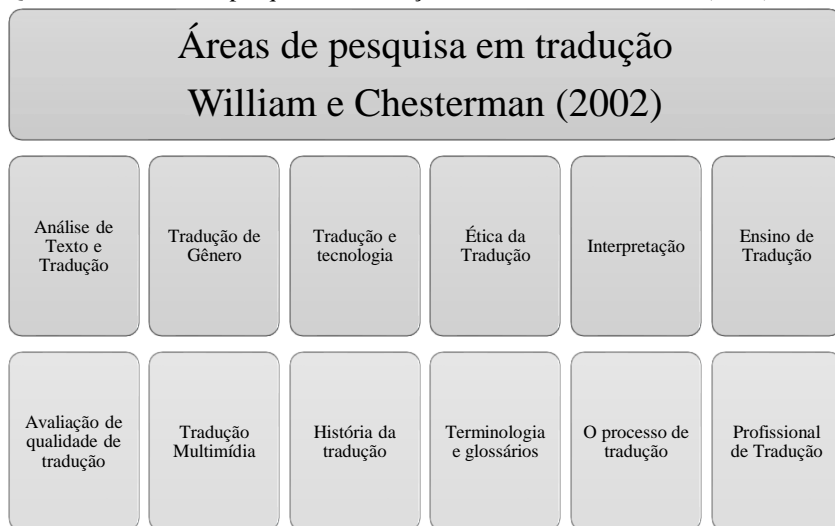 Áreas de pesquisa em tradução
William e Chesterman (2002)
Análise de
Texto e
Tradução
Tradução de
Gênero
Tradução e
tecnologia
Ética da
Tradução
Interpretação
Ensino de
Tradução
Avaliação de
qualidade de
tradução
Tradução
Multimídia
História da
tradução
Terminologia
e glossários
O processo de
tradução
Profissional
de Tradução